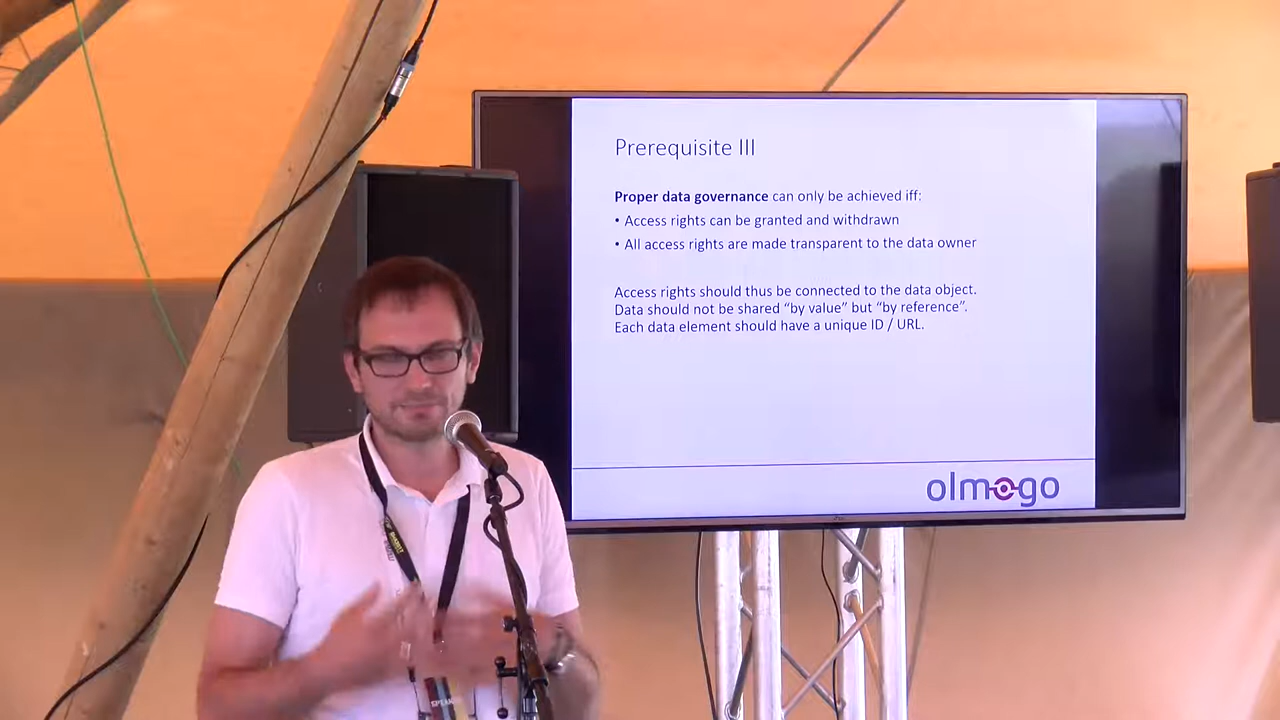 Prerequisite III
Proper data governance can only be achieved iff:
• Access rights can be granted and withdrawn
• All access rights are made transparent to the data owner
Access rights should thus be connected to the data object.
Data should not be shared “by value” but “by reference”.
Each data element should have a unique ID / URL.
olmogo